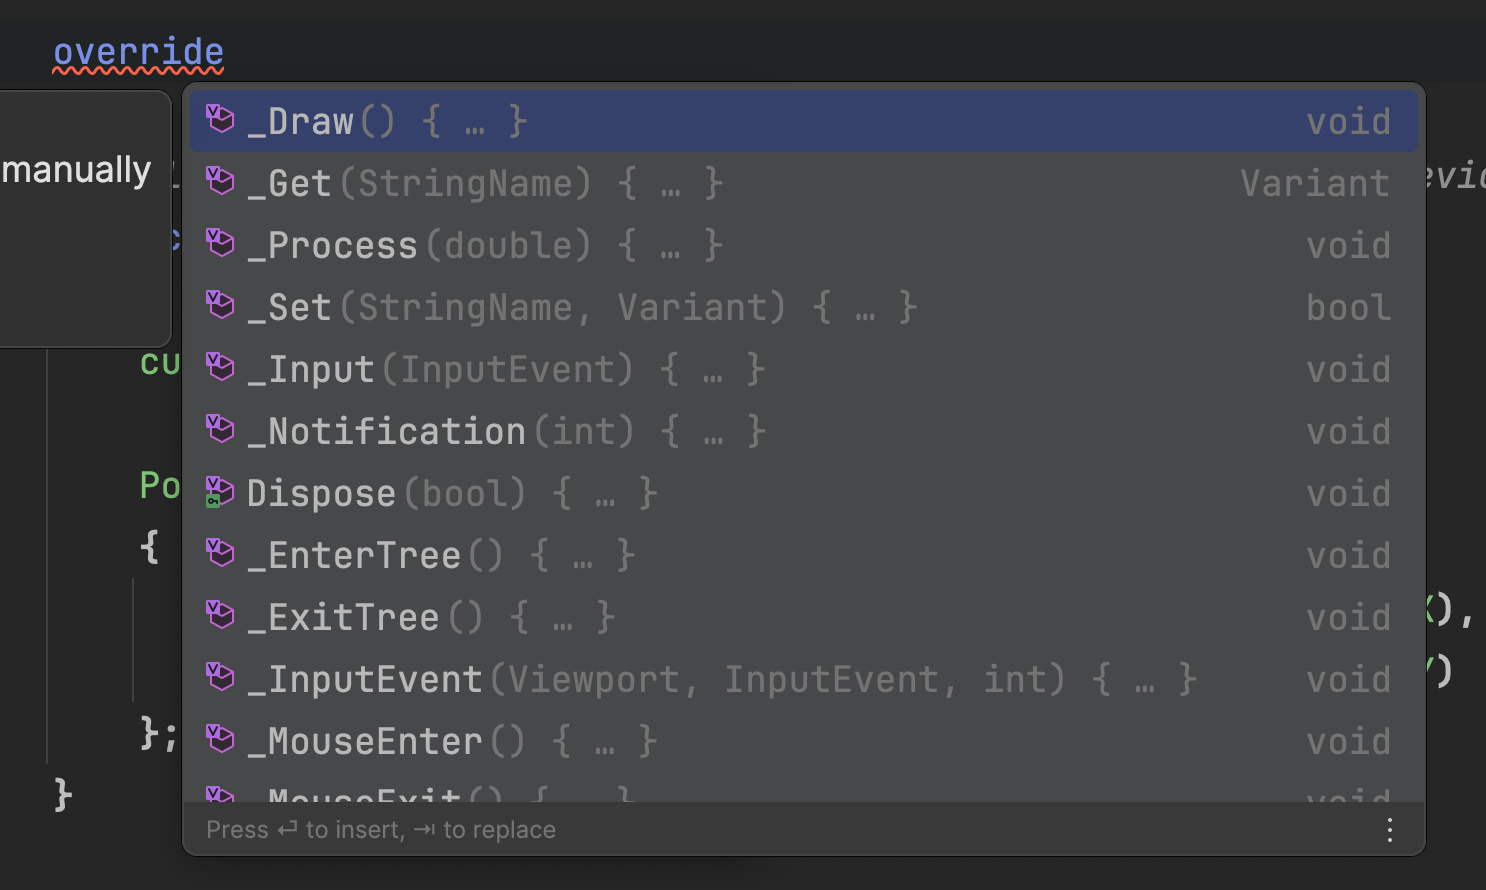 override
_Draw() { … } void
_Get(StringName) { … } Variant
manually
_Process(double) { … } void
_Set(StringName, Variant) { … } bool
cu
_Input(InputEvent) { … } void
_Notification(int) { … } void
Po
Dispose(bool) { … } void
{
_EnterTree() { … } void
_ExitTree() { … } void
),
_InputEvent(Viewport, InputEvent, int) { … } void
)
};
_MouseEnter() { … } void
}
_MouseExit() { … } void
Press ⏎ to insert, ⇥ to replace